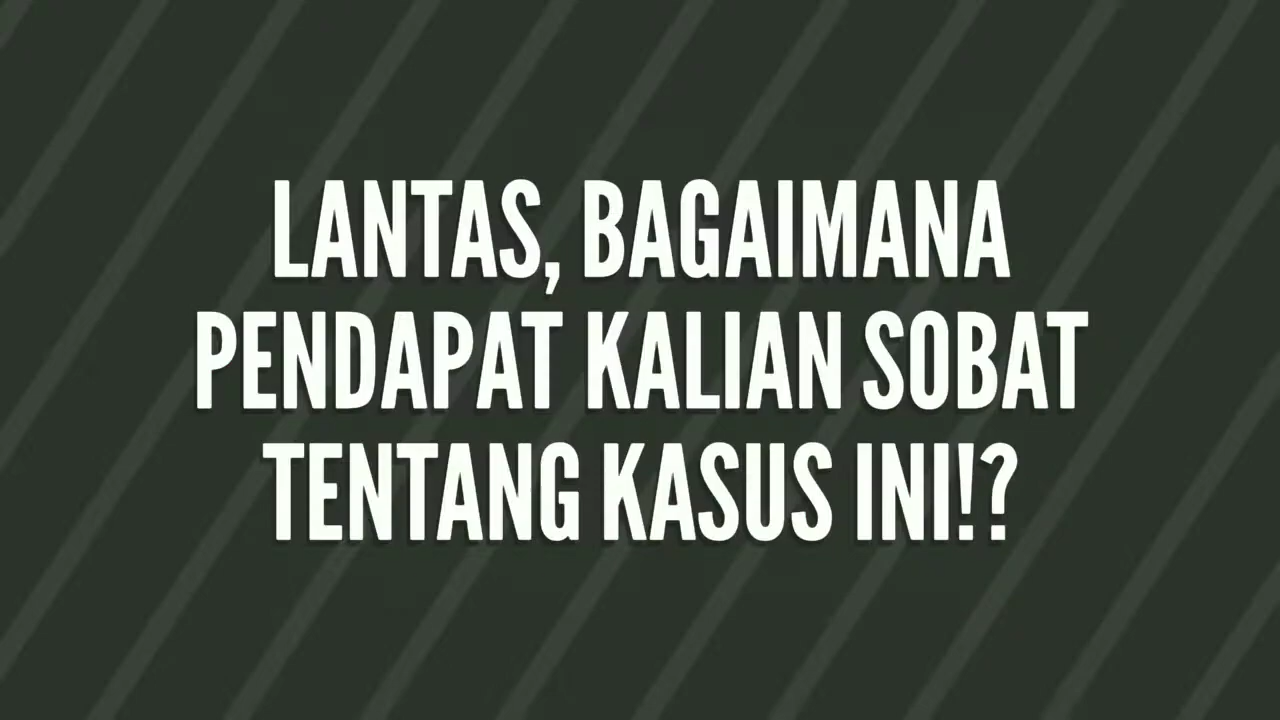 LANTAS, BAGAIMANA
PENDAPAT KALIAN SOBAT
TENTANG KASUS INI!?